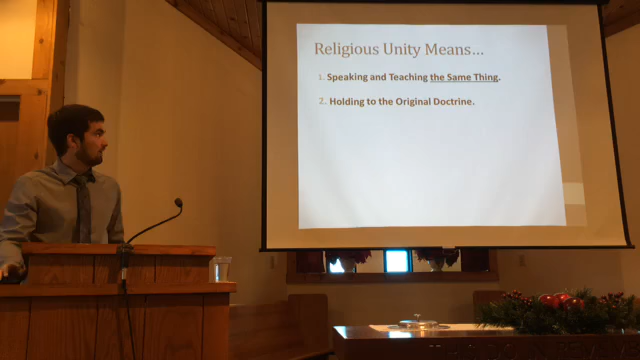 Religious Unity Means...
1. Speaking and Teaching the Same Thing.
2. Holding to the Original Doctrine.